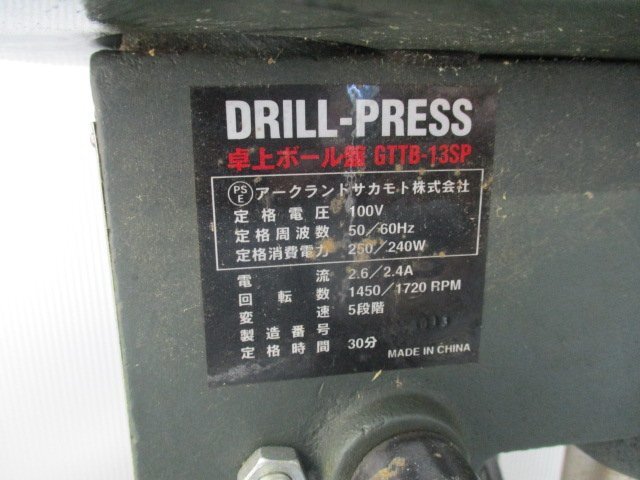 DRILL-PRESS
卓上ボール盤 GTTB-13SP
PS E アークランドサカモト株式会社
定格電圧 100V
定格周波数 50/60Hz
定格消費電力 250/240W
電流 2.6/2.4A
回転数 1450/1720 RPM
変速 5段階
製造番号
定格時間 30分
MADE IN CHINA